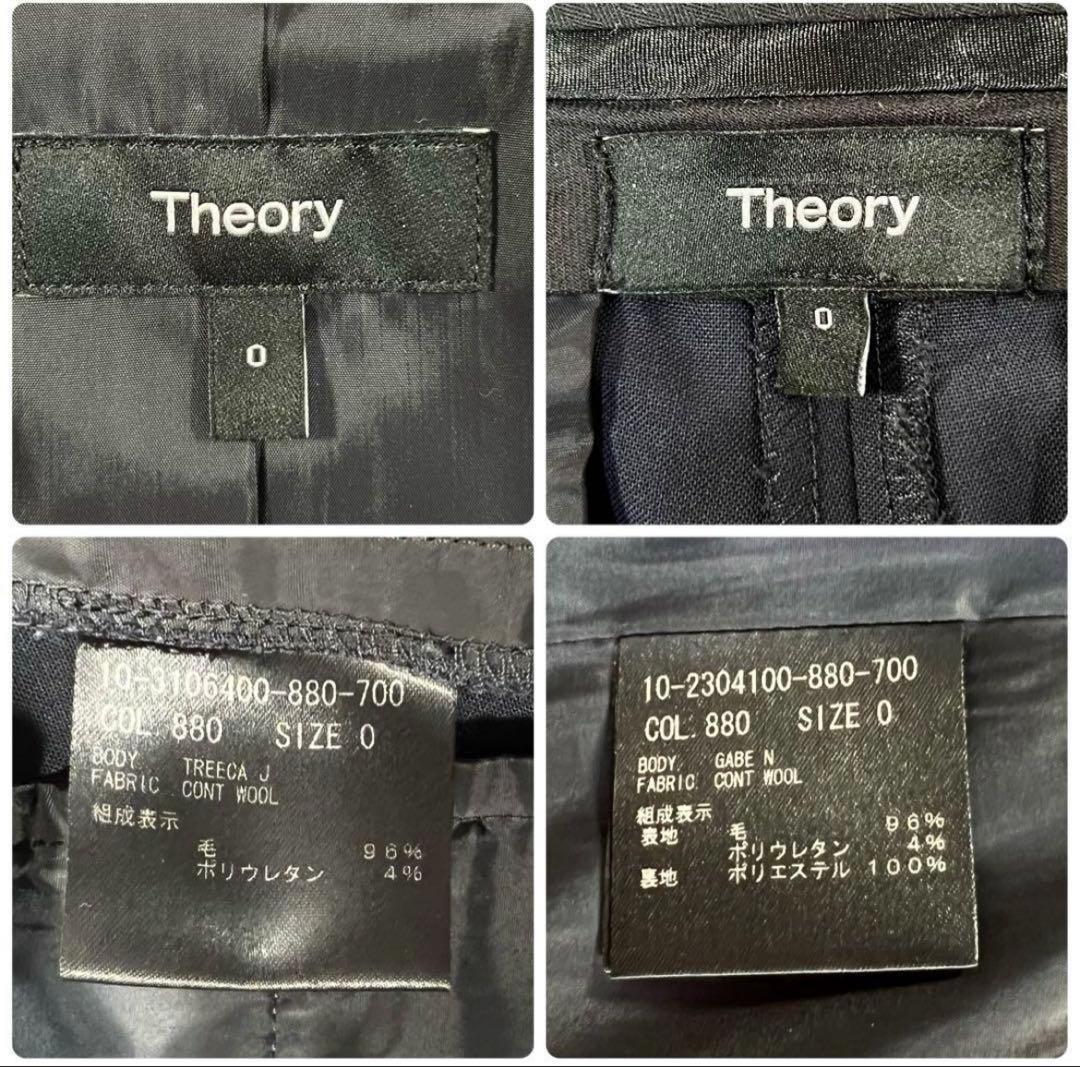 Theory
0
Theory
0
10-3106400-880-700
COL. 880 SIZE 0
BODY TREECA J
FABRIC. CONT WOOL
組成表示
毛 96%
ポリウレタン 4%
10-2304100-880-700
COL. 880 SIZE 0
BODY. GABE N
FABRIC. CONT WOOL
組成表示
表地 毛 96%
ポリウレタン 4%
裏地 ポリエステル 100%